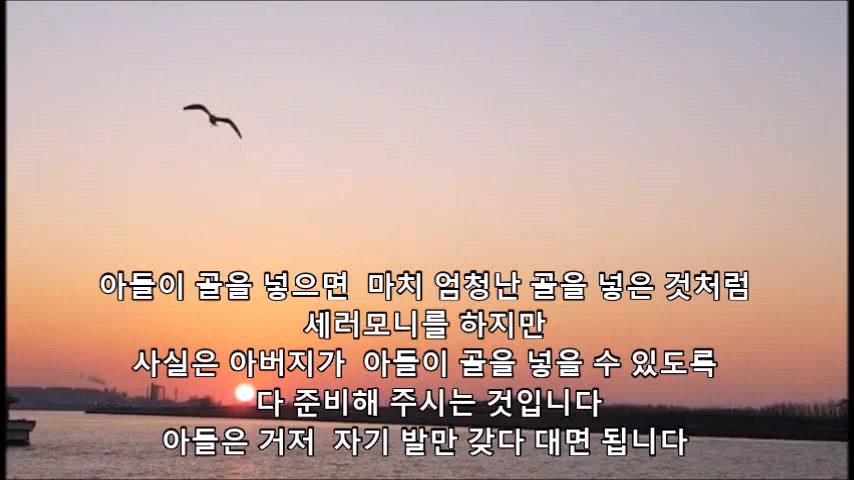 아들이 골을 넣으면  마치 엄청난 골을 넣은 것처럼
세러모니를 하지만
사실은 아버지가  아들이 골을 넣을 수 있도록
다 준비해 주시는 것입니다
아들은 거저  자기 발만 갖다 대면 됩니다